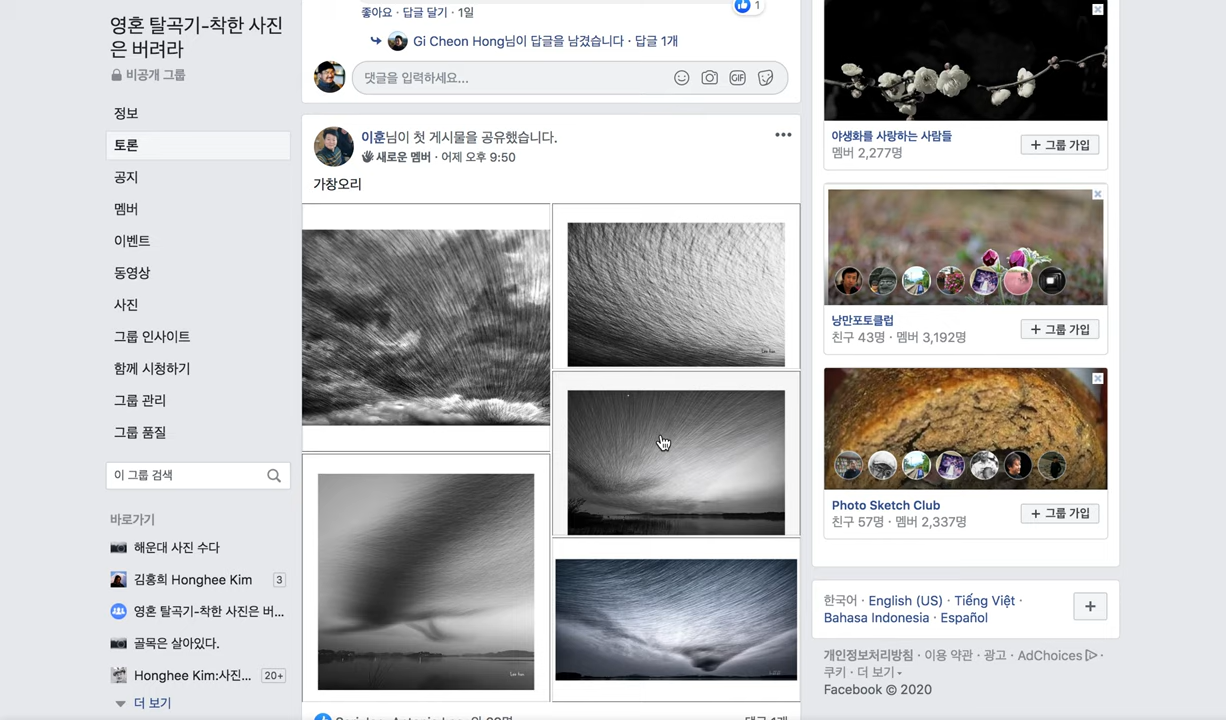 영혼 탈곡기-착한 사진
은 버려라
비공개 그룹
정보
토론
공지
멤버
이벤트
동영상
사진
그룹 인사이트
함께 시청하기
그룹 관리
그룹 품질
이 그룹 검색
바로가기
해운대 사진 수다
김홍희 Honghee Kim 3
영혼 탈곡기-착한 사진은 버...
골목은 살아있다.
Honghee Kim:사진... 20+
더 보기
좋아요 · 답글 달기 · 1일
1
Gi Cheon Hong님이 답글을 남겼습니다 · 답글 1개
댓글을 입력하세요...
GIF
이훈님이 첫 게시물을 공유했습니다.
새로운 멤버 · 어제 오후 9:50
가창오리
댓글 1개
야생화를 사랑하는 사람들
멤버 2,277명
+ 그룹 가입
낭만포토클럽
친구 43명 · 멤버 3,192명
+ 그룹 가입
Photo Sketch Club
친구 57명 · 멤버 2,337명
+ 그룹 가입
한국어 · English (US) · Tiếng Việt ·
Bahasa Indonesia · Español
개인정보처리방침 · 이용 약관 · 광고 · AdChoices ·
쿠키 · 더 보기
Facebook © 2020